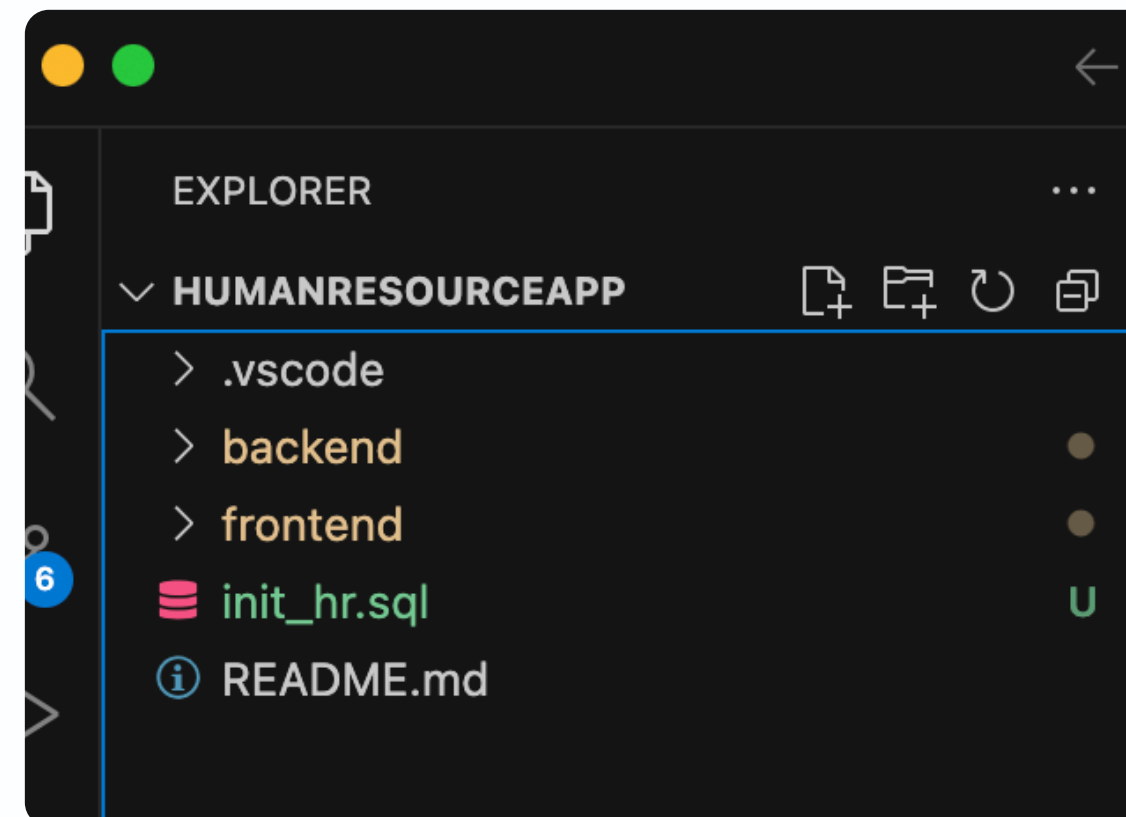 EXPLORER
HUMANRESOURCEAPP
.vscode
backend
frontend
6
init_hr.sql U
README.md